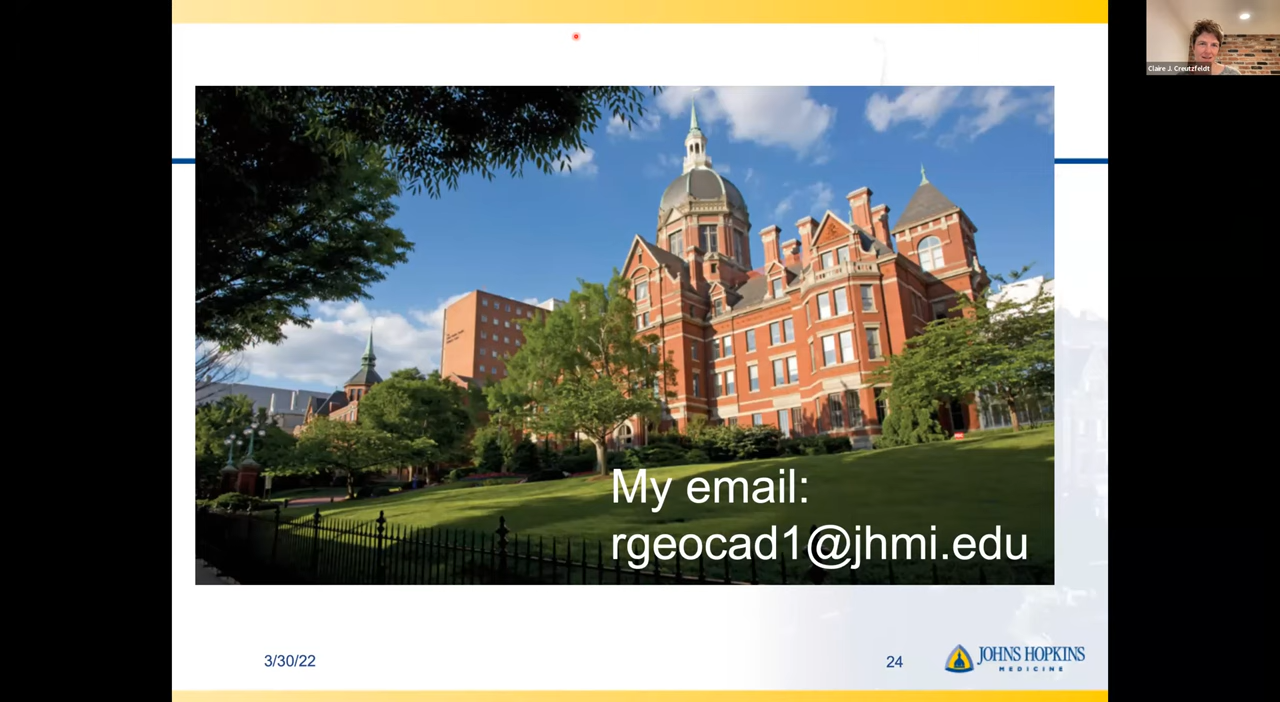 Claire J. Creutzfeldt
My email:
rgeocad1@jhmi.edu
3/30/22
24
JOHNS HOPKINS
MEDICINE